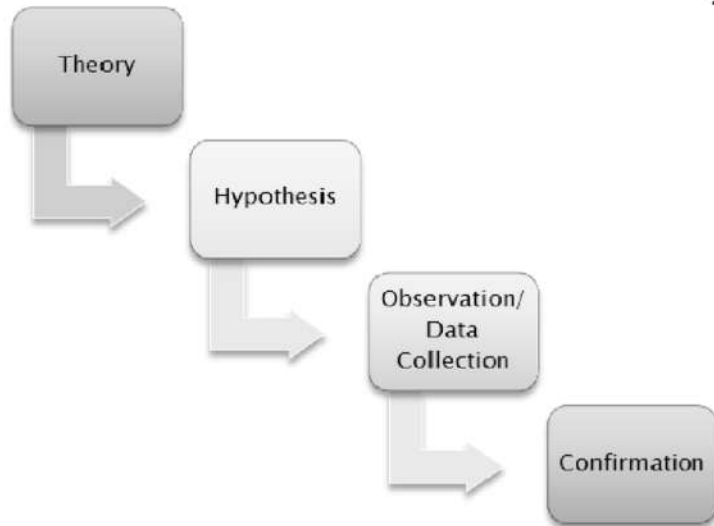 Theory
Hypothesis
Observation/
Data
Collection
Confirmation